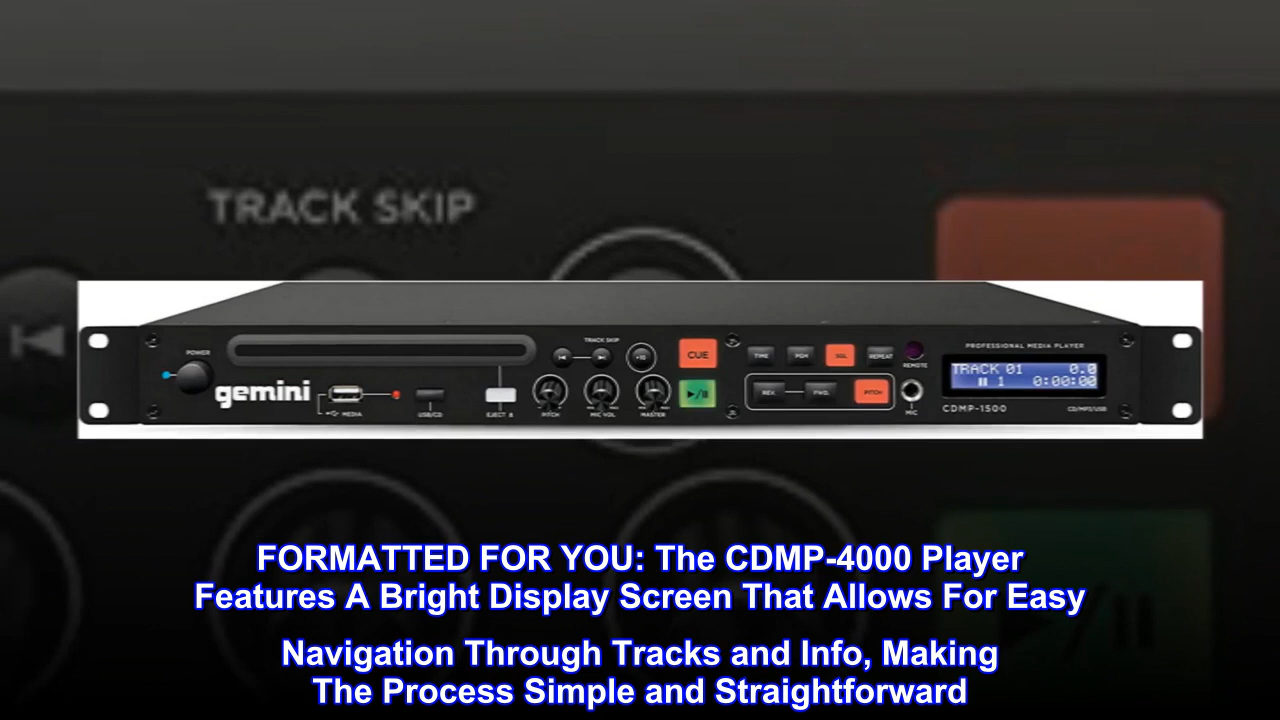 TRACK SKIP
TRACK SKIP
POWER
gemini
MEDIA
USB/CD
EJECT
+10
PITCH
MIC VOL
MASTER
CUE
TIME
PGM
SGL
REPEAT
REMOTE
REV.
FWD.
PITCH
MIC
PROFESSIONAL MEDIA PLAYER
TRACK 01 0.0
1 0:00:00
CDMP-1500
CD/MP3/USB
FORMATTED FOR YOU: The CDMP-4000 Player
Features A Bright Display Screen That Allows For Easy
Navigation Through Tracks and Info, Making
The Process Simple and Straightforward